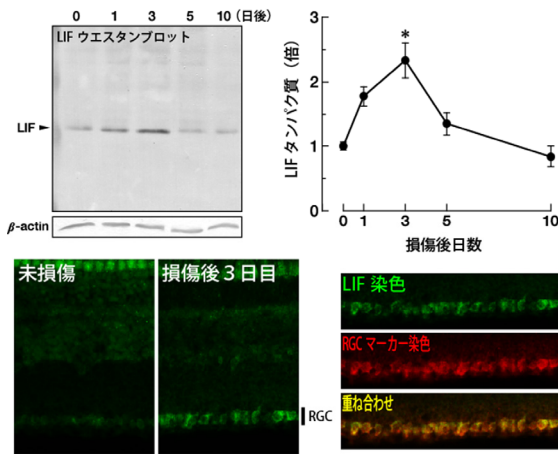 0 1 3 5 10 (日後)
LIF ウエスタンブロット
LIF
β-actin
LIF タンパク質 (倍)
3
2
1
0
*
0 1 3 5 10
損傷後日数
未損傷
損傷後３日目
RGC
LIF 染色
RGC マーカー染色
重ね合わせ